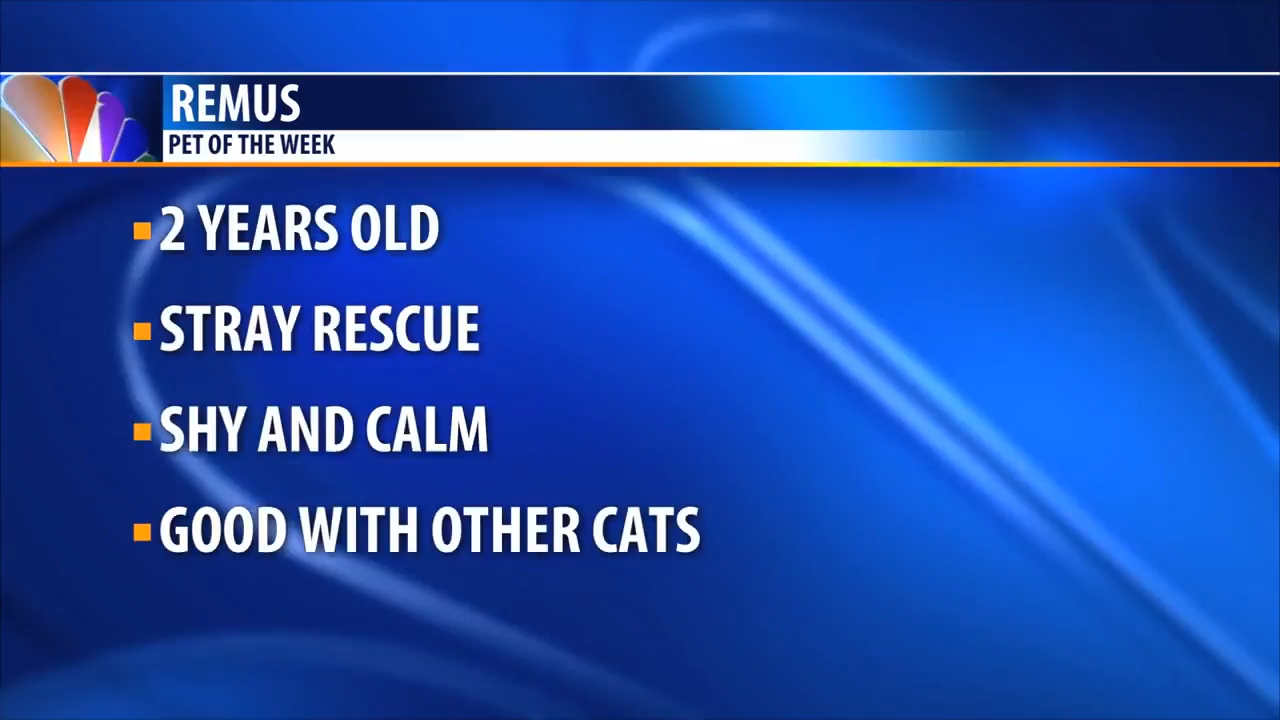 REMUS
PET OF THE WEEK
2 YEARS OLD
STRAY RESCUE
SHY AND CALM
GOOD WITH OTHER CATS